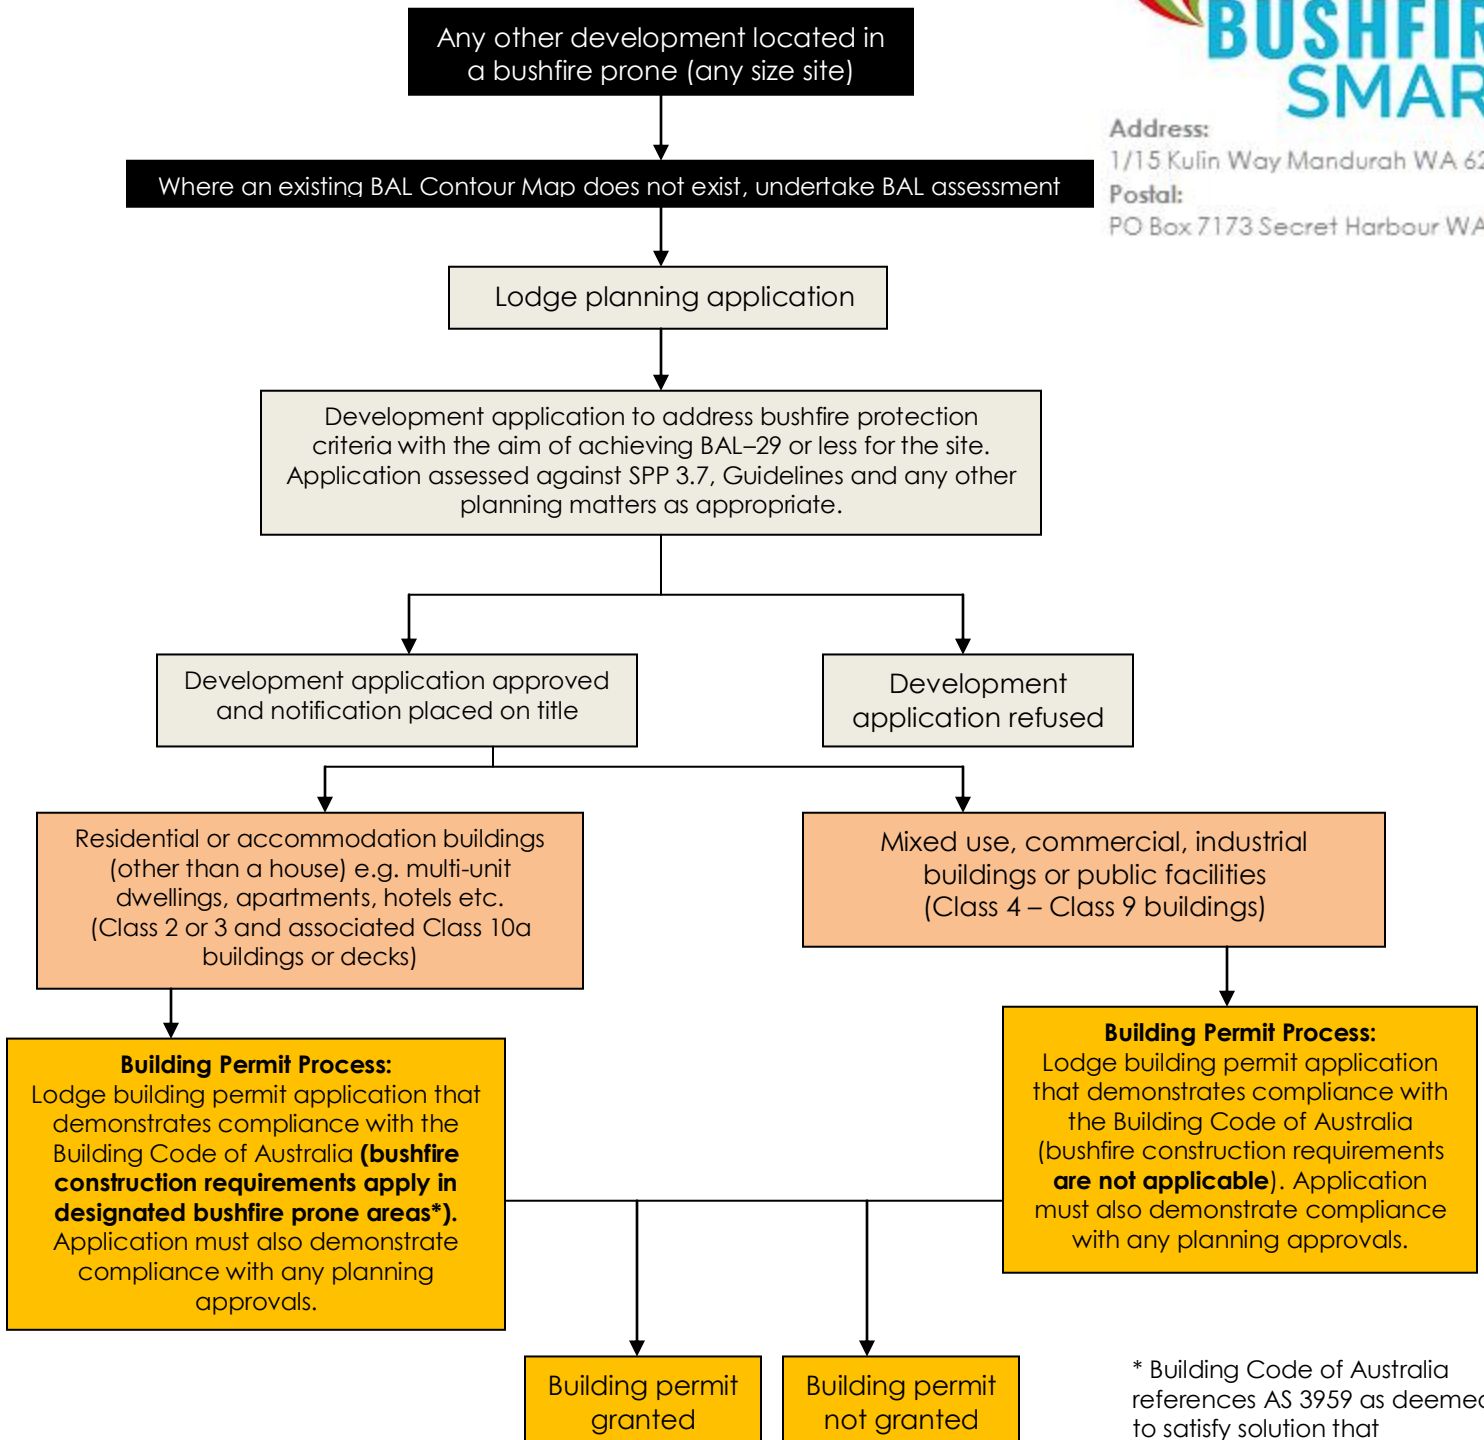 Any other development located in
a bushfire prone (any size site)
BUSHFIR
SMAR
Address:
1/15 Kulin Way Mandurah WA 62
Postal:
PO Box 7173 Secret Harbour WA
Where an existing BAL Contour Map does not exist, undertake BAL assessment
Lodge planning application
Development application to address bushfire protection
criteria with the aim of achieving BAL–29 or less for the site.
Application assessed against SPP 3.7, Guidelines and any other
planning matters as appropriate.
Development application approved
and notification placed on title
Development
application refused
Residential or accommodation buildings
(other than a house) e.g. multi-unit
dwellings, apartments, hotels etc.
(Class 2 or 3 and associated Class 10a
buildings or decks)
Mixed use, commercial, industrial
buildings or public facilities
(Class 4 – Class 9 buildings)
Building Permit Process:
Lodge building permit application that
demonstrates compliance with the
Building Code of Australia (bushfire
construction requirements apply in
designated bushfire prone areas*).
Application must also demonstrate
compliance with any planning
approvals.
Building Permit Process:
Lodge building permit application
that demonstrates compliance with
the Building Code of Australia
(bushfire construction requirements
are not applicable). Application
must also demonstrate compliance
with any planning approvals.
Building permit
granted
Building permit
not granted
* Building Code of Australia
references AS 3959 as deemed
to satisfy solution that